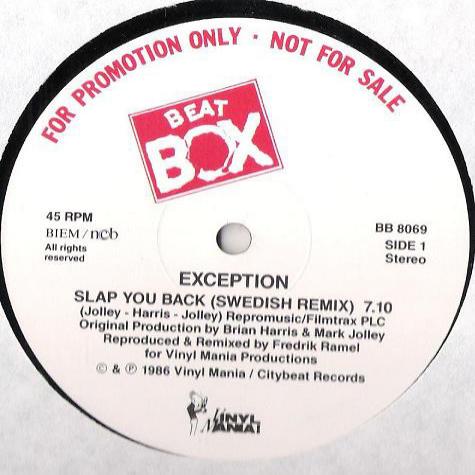 FOR PROMOTION ONLY · NOT FOR SALE
BEAT
BOX
45 RPM
BIEM/ncb
All rights
reserved
BB 8069
SIDE 1
Stereo
EXCEPTION
SLAP YOU BACK (SWEDISH REMIX) 7.10
(Jolley - Harris - Jolley) Repromusic/Filmtrax PLC
Original Production by Brian Harris & Mark Jolley
Reproduced & Remixed by Fredrik Ramel
for Vinyl Mania Productions
© & ℗ 1986 Vinyl Mania / Citybeat Records
VINYL
MANIA!